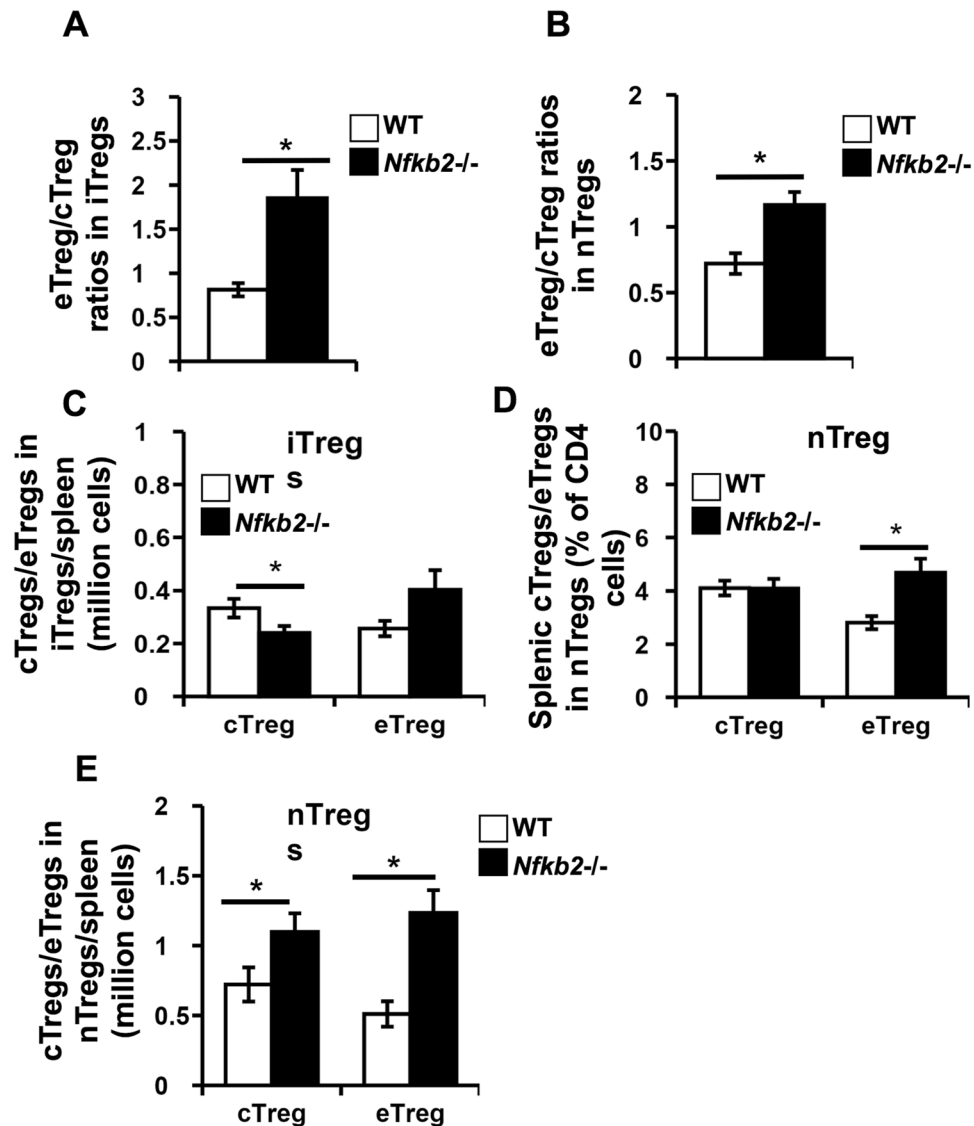 A
eTreg/cTreg
ratios in iTregs
3
2.5
2
1.5
1
0.5
0
*
WT
Nfkb2-/-
B
eTreg/cTreg ratios
in nTregs
2
1.5
1
0.5
0
*
WT
Nfkb2-/-
C
cTregs/eTregs in
iTregs/spleen
(million cells)
1
0.8
0.6
0.4
0.2
0
iTreg
s
WT
Nfkb2-/-
*
cTreg
eTreg
D
Splenic cTregs/eTregs
in nTregs (% of CD4
cells)
10
8
6
4
2
0
nTreg
WT
Nfkb2-/-
*
cTreg
eTreg
E
cTregs/eTregs in
nTregs/spleen
(million cells)
2
1.5
1
0.5
0
nTreg
s
WT
Nfkb2-/-
*
*
cTreg
eTreg